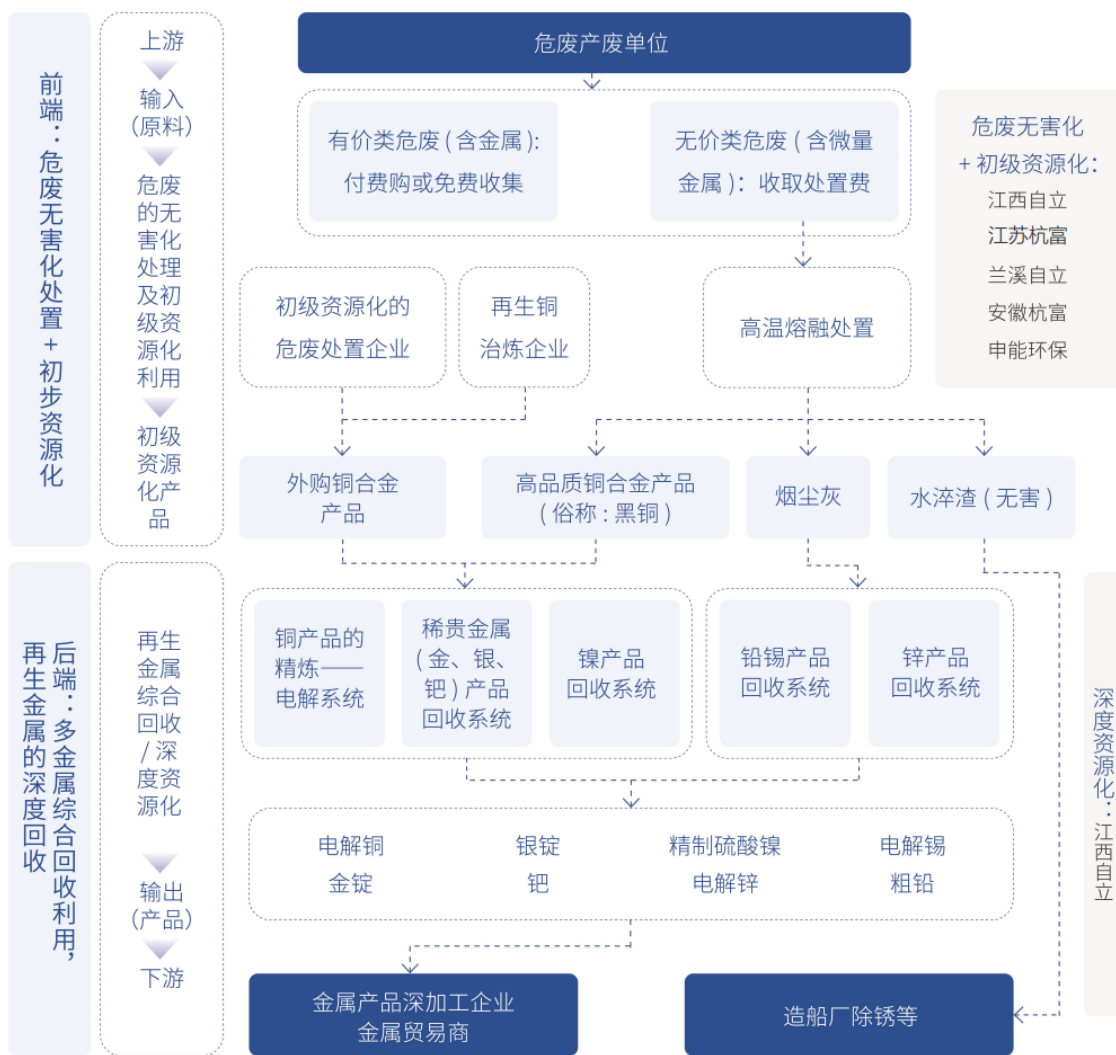 前端：危废无害化处置 + 初步资源化
上游
输入
（原料）
危废
的无
害化
处理
及初
级资
源化
利用
初级
资源
化产
品
危废产废单位
有价类危废 ( 含金属 ):
付费购或免费收集
无价类危废 ( 含微量
金属 )：收取处置费
危废无害化
+ 初级资源化：
江西自立
江苏杭富
兰溪自立
安徽杭富
申能环保
初级资源化的
危废处置企业
再生铜
冶炼企业
高温熔融处置
外购铜合金
产品
高品质铜合金产品
( 俗称 : 黑铜 )
烟尘灰
水淬渣 ( 无害 )
后端：多金属综合回收利用，
再生金属的深度回收
再生
金属
综合
回收
/ 深
度资
源化
输出
（产品）
下游
铜产品的
精炼——
电解系统
稀贵金属
( 金、银、
钯 ) 产品
回收系统
镍产品
回收系统
铅锡产品
回收系统
锌产品
回收系统
深度资源化：江西自立
电解铜
银锭
精制硫酸镍
电解锡
金锭
钯
电解锌
粗铅
金属产品深加工企业
金属贸易商
造船厂除锈等